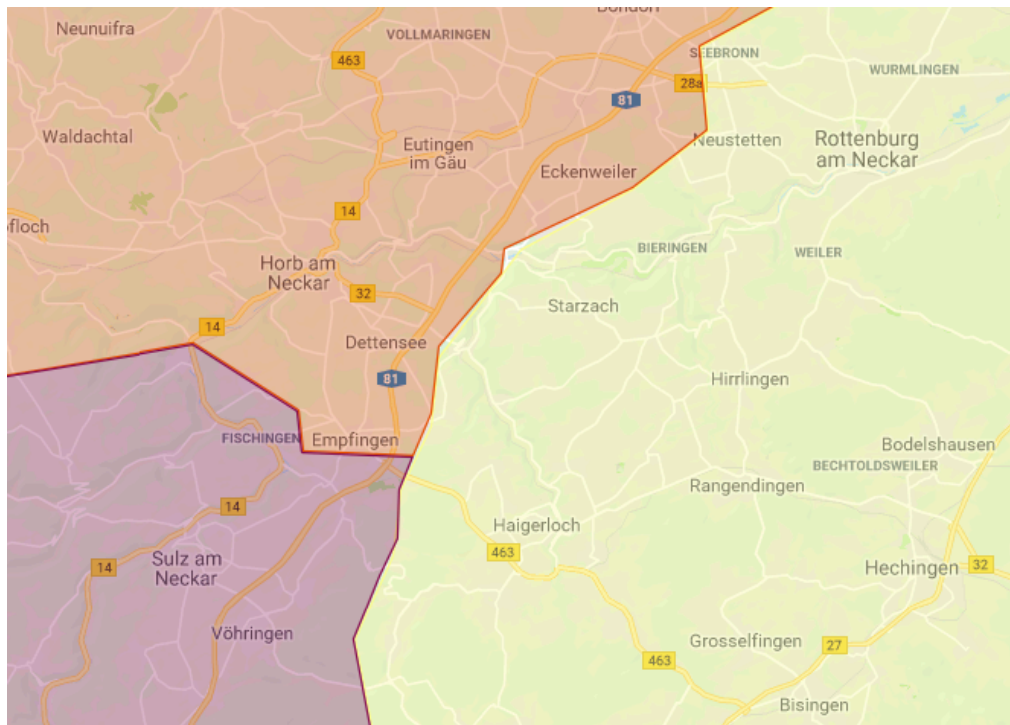 Bondorf
Neunuifra
VOLLMARINGEN
463
SEEBRONN
WURMLINGEN
28a
81
Waldachtal
Eutingen
im Gäu
Neustetten
Rottenburg
am Neckar
Eckenweiler
14
ofloch
BIERINGEN
WEILER
Horb am
Neckar
32
Starzach
14
Dettensee
81
Hirrlingen
FISCHINGEN
Empfingen
Bodelshausen
BECHTOLDSWEILER
Rangendingen
14
Haigerloch
463
Sulz am
Neckar
14
Hechingen
32
Vöhringen
Grosselfingen
27
463
Bisingen